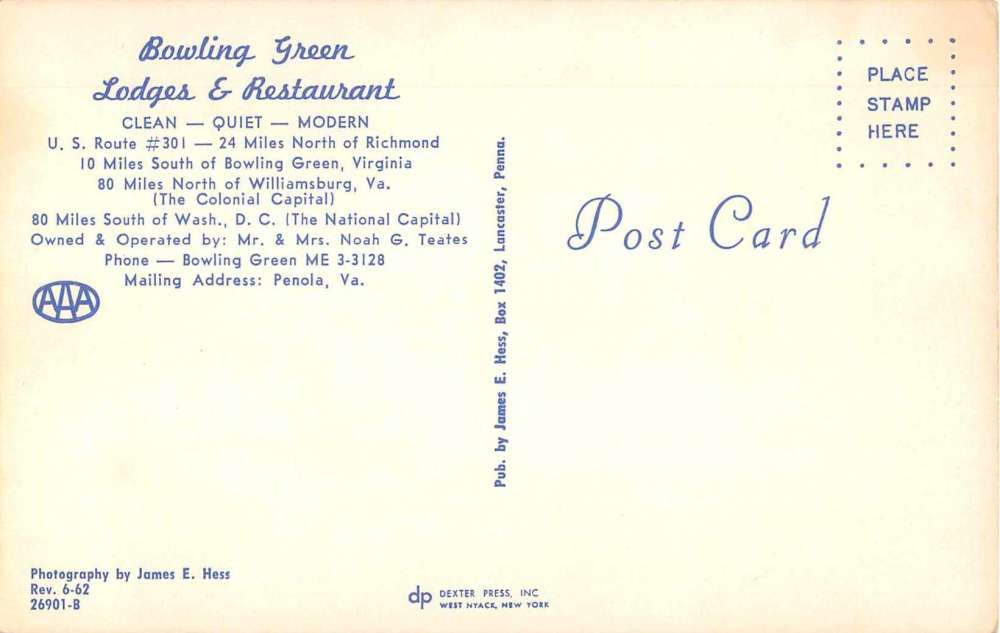 Bowling Green
Lodges & Restaurant
CLEAN — QUIET — MODERN
U. S. Route #301 — 24 Miles North of Richmond
10 Miles South of Bowling Green, Virginia
80 Miles North of Williamsburg, Va.
(The Colonial Capital)
80 Miles South of Wash., D. C. (The National Capital)
Owned & Operated by: Mr. & Mrs. Noah G. Teates
Phone — Bowling Green ME 3-3128
Mailing Address: Penola, Va.
AAA
Pub. by James E. Hess, Box 1402, Lancaster, Penna.
PLACE
STAMP
HERE
Post Card
Photography by James E. Hess
Rev. 6-62
26901-B
dp DEXTER PRESS, INC
WEST NYACK, NEW YORK